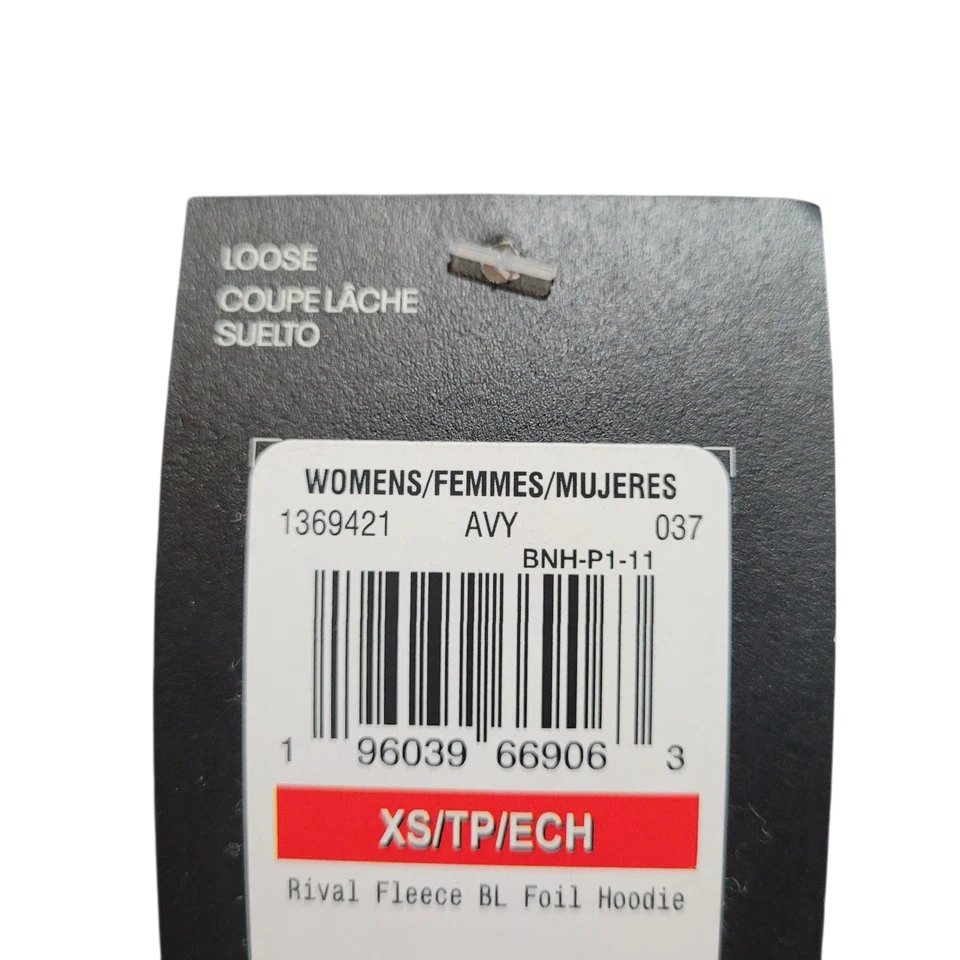 LOOSE
COUPE LÂCHE
SUELTO
WOMENS/FEMMES/MUJERES
1369421 AVY 037
BNH-P1-11
1 96039 66906 3
XS/TP/ECH
Rival Fleece BL Foil Hoodie